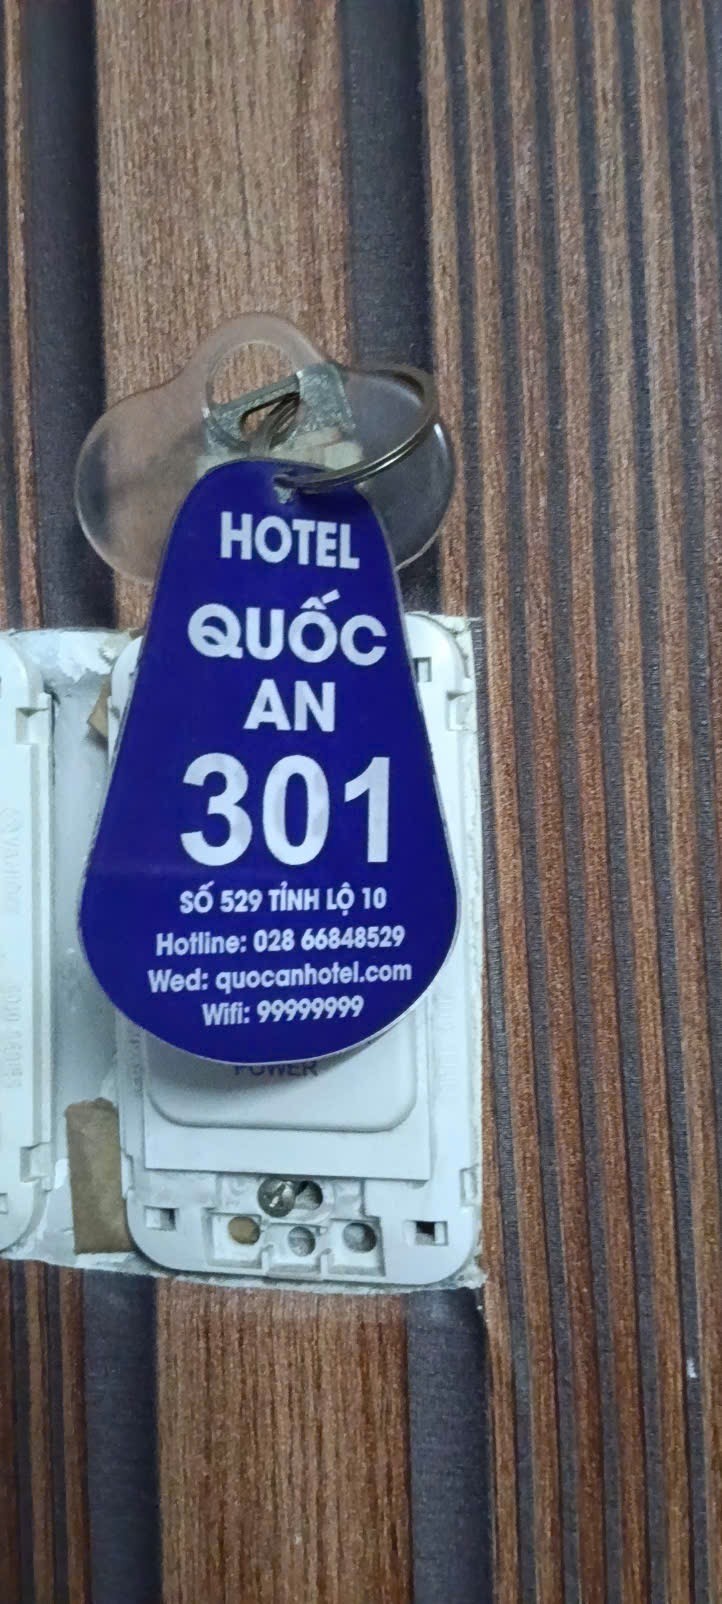 HOTEL
QUỐC
AN
301
SỐ 529 TỈNH LỘ 10
Hotline: 028 66848529
Wed: quocanhotel.com
Wifi: 99999999
POWER